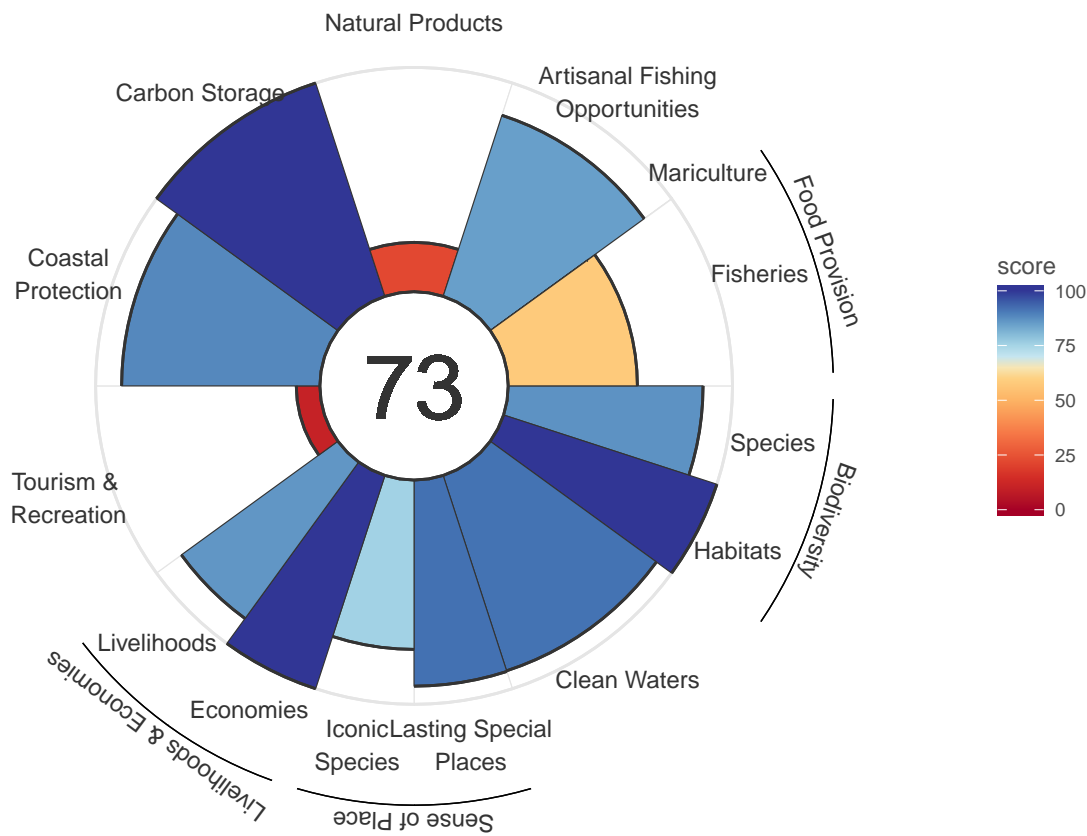 Natural Products
Artisanal Fishing
Opportunities
Carbon Storage
Mariculture
Food Provision
Fisheries
Coastal
Protection
score
100
75
50
25
0
73
Species
Biodiversity
Habitats
Tourism &
Recreation
Livelihoods
Livelihoods & Economies
Clean Waters
Economies
Iconic
Species
Lasting Special
Places
Sense of Place